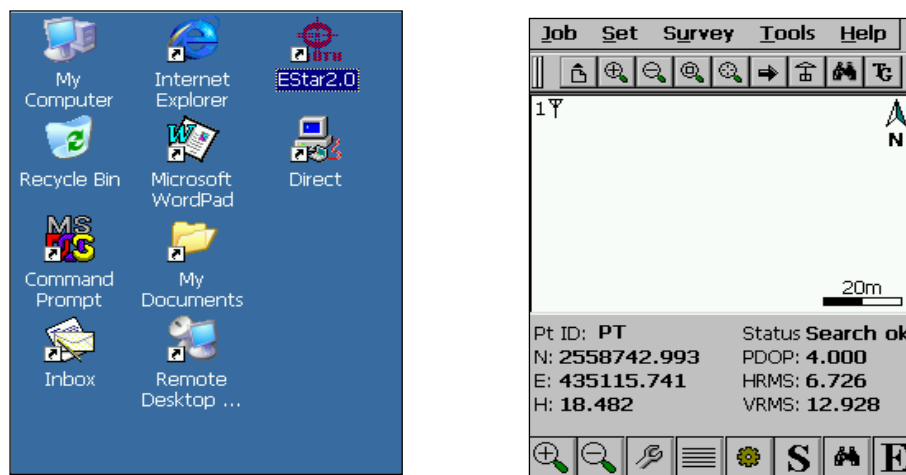 My Computer
Internet Explorer
EStar2.0
Recycle Bin
Microsoft WordPad
Direct
MS
Command Prompt
My Documents
Inbox
Remote Desktop ...
Job Set Survey Tools Help
1
N
20m
Pt ID: PT Status Search ok
N: 2558742.993 PDOP: 4.000
E: 435115.741 HRMS: 6.726
H: 18.482 VRMS: 12.928
S E